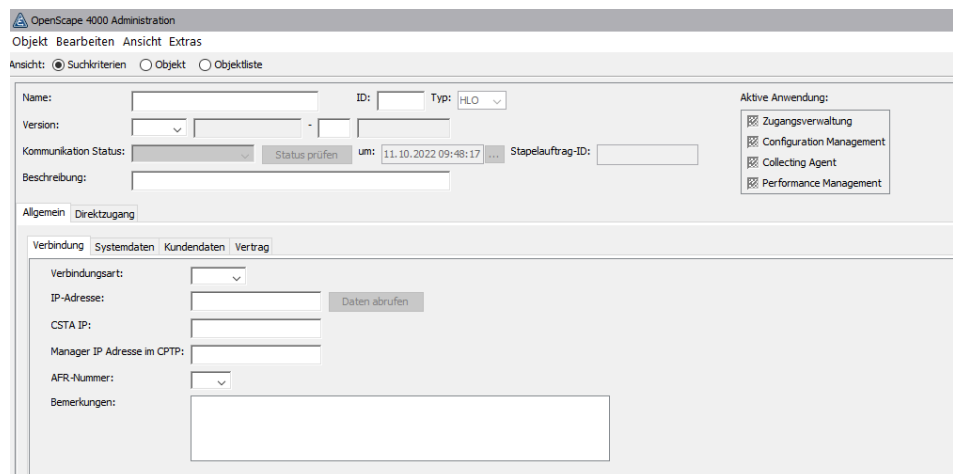 OpenScape 4000 Administration
Objekt Bearbeiten Ansicht Extras
Ansicht: Suchkriterien Objekt Objektliste
Name: ID: Typ: HLO Aktive Anwendung:
Zugangsverwaltung
Version: -
Configuration Management
Kommunikation Status: Status prüfen um: 11.10.2022 09:48:17 ... Stapelauftrag-ID:
Collecting Agent
Beschreibung:
Performance Management
Allgemein Direktzugang
Verbindung Systemdaten Kundendaten Vertrag
Verbindungsart:
IP-Adresse: Daten abrufen
CSTA IP:
Manager IP Adresse im CPTP:
AFR-Nummer:
Bemerkungen: